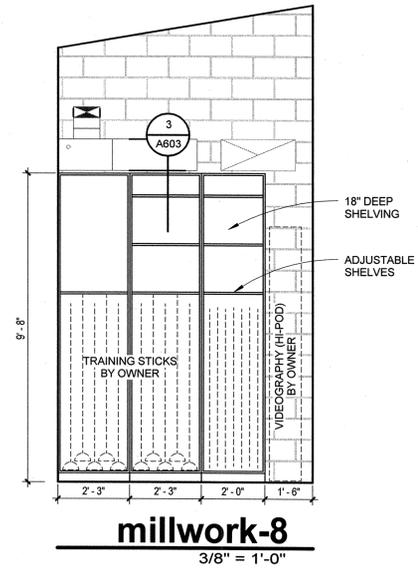 3
A603
18" DEEP
SHELVING
ADJUSTABLE
SHELVES
9' - 8"
TRAINING STICKS
BY OWNER
VIDEOGRAPHY (HI-POD)
BY OWNER
2' - 3"
2' - 3"
2' - 0"
1' - 6"
millwork-8
3/8" = 1'-0"